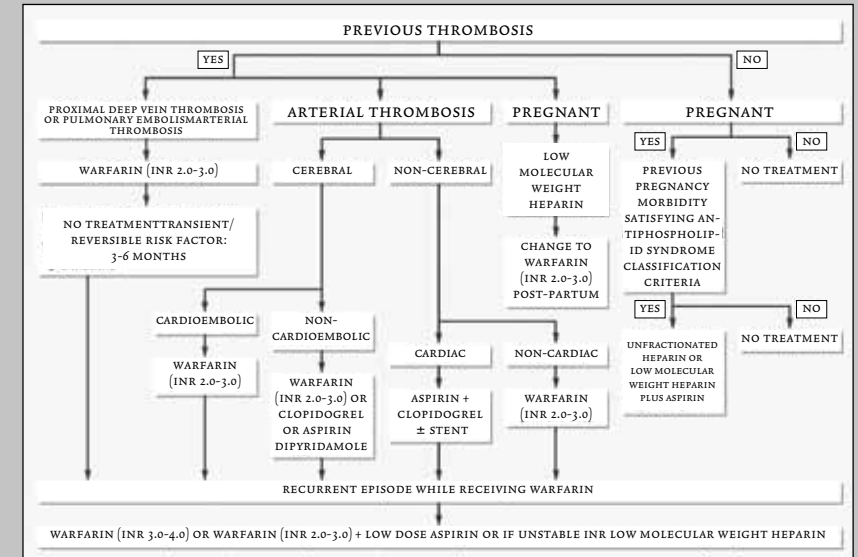 PREVIOUS THROMBOSIS
YES
NO
PROXIMAL DEEP VEIN THROMBOSIS
OR PULMONARY EMBOLISMARTERIAL
THROMBOSIS
ARTERIAL THROMBOSIS
PREGNANT
PREGNANT
YES
NO
WARFARIN (INR 2.0-3.0)
CEREBRAL
NON-CEREBRAL
LOW
MOLECULAR
WEIGHT
HEPARIN
PREVIOUS
PREGNANCY
MORBIDITY
SATISFYING AN-
TIPHOSPHOLIP-
ID SYNDROME
CLASSIFICATION
CRITERIA
NO TREATMENT
NO TREATMENTTRANSIENT/
REVERSIBLE RISK FACTOR:
3-6 MONTHS
CHANGE TO
WARFARIN
(INR 2.0-3.0)
POST-PARTUM
YES
NO
CARDIOEMBOLIC
NON-
CARDIOEMBOLIC
CARDIAC
NON-CARDIAC
UNFRACTIONATED
HEPARIN OR
LOW MOLECULAR
WEIGHT HEPARIN
PLUS ASPIRIN
NO TREATMENT
WARFARIN
(INR 2.0-3.0)
WARFARIN
(INR 2.0-3.0) OR
CLOPIDOGREL
OR ASPIRIN
DIPYRIDAMOLE
ASPIRIN +
CLOPIDOGREL
± STENT
WARFARIN
(INR 2.0-3.0)
RECURRENT EPISODE WHILE RECEIVING WARFARIN
WARFARIN (INR 3.0-4.0) OR WARFARIN (INR 2.0-3.0) + LOW DOSE ASPIRIN OR IF UNSTABLE INR LOW MOLECULAR WEIGHT HEPARIN